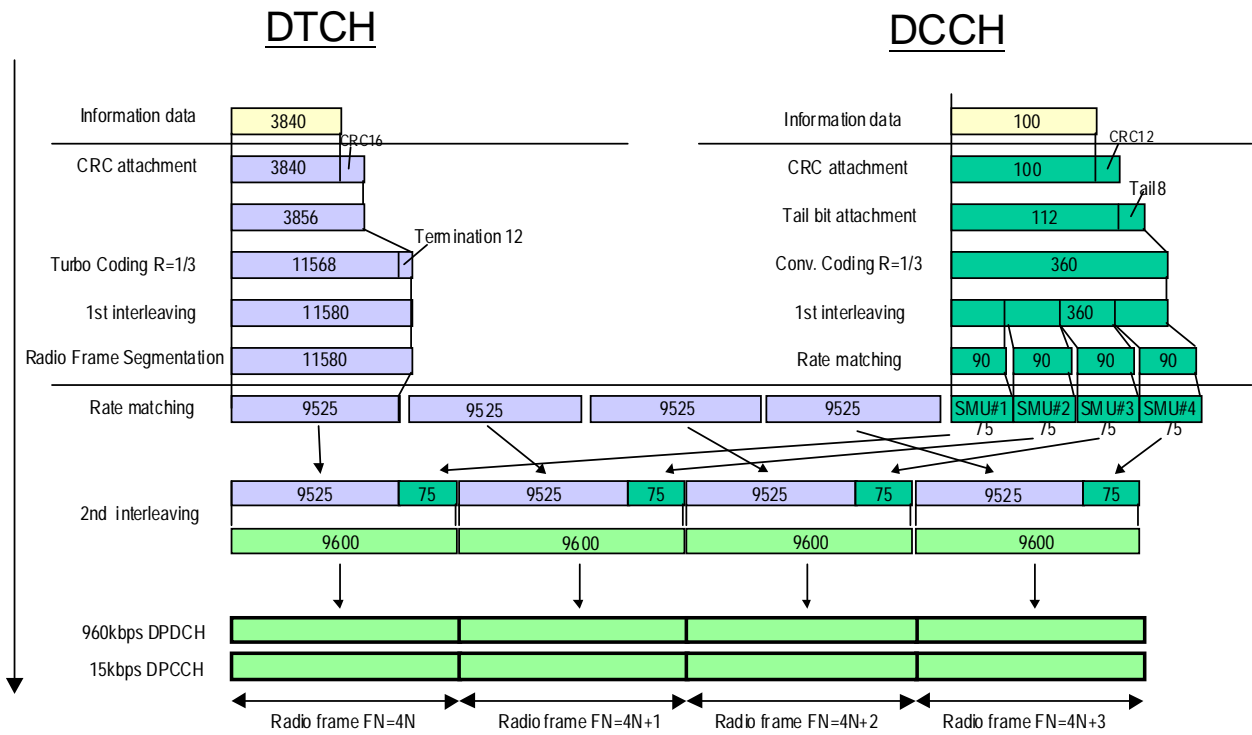 DTCH
DCCH
Information data
3840
Information data
100
CRC16
CRC12
CRC attachment
3840
CRC attachment
100
Tail8
3856
Tail bit attachment
112
Termination 12
Turbo Coding R=1/3
11568
Conv. Coding R=1/3
360
1st interleaving
11580
1st interleaving
360
Radio Frame Segmentation
11580
Rate matching
90 90 90 90
Rate matching
9525 9525 9525 9525
SMU#1 SMU#2 SMU#3 SMU#4
75 75 75 75
9525 75 9525 75 9525 75 9525 75
2nd interleaving
9600 9600 9600 9600
960kbps DPDCH
15kbps DPCCH
Radio frame FN=4N Radio frame FN=4N+1 Radio frame FN=4N+2 Radio frame FN=4N+3